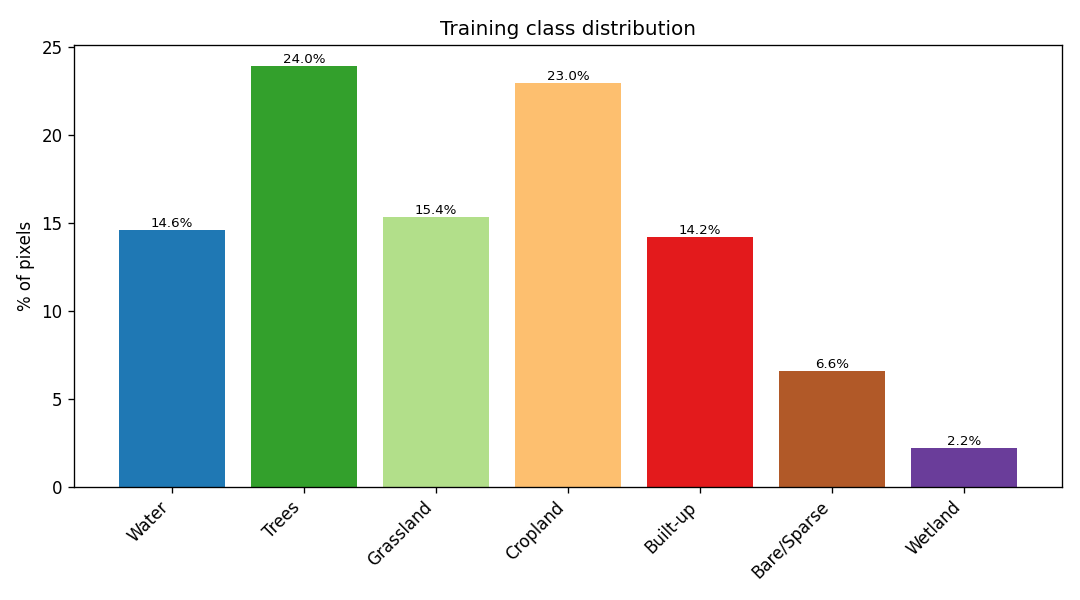 Training class distribution
% of pixels
25
20
15
10
5
0
14.6%
24.0%
15.4%
23.0%
14.2%
6.6%
2.2%
Water
Trees
Grassland
Cropland
Built-up
Bare/Sparse
Wetland